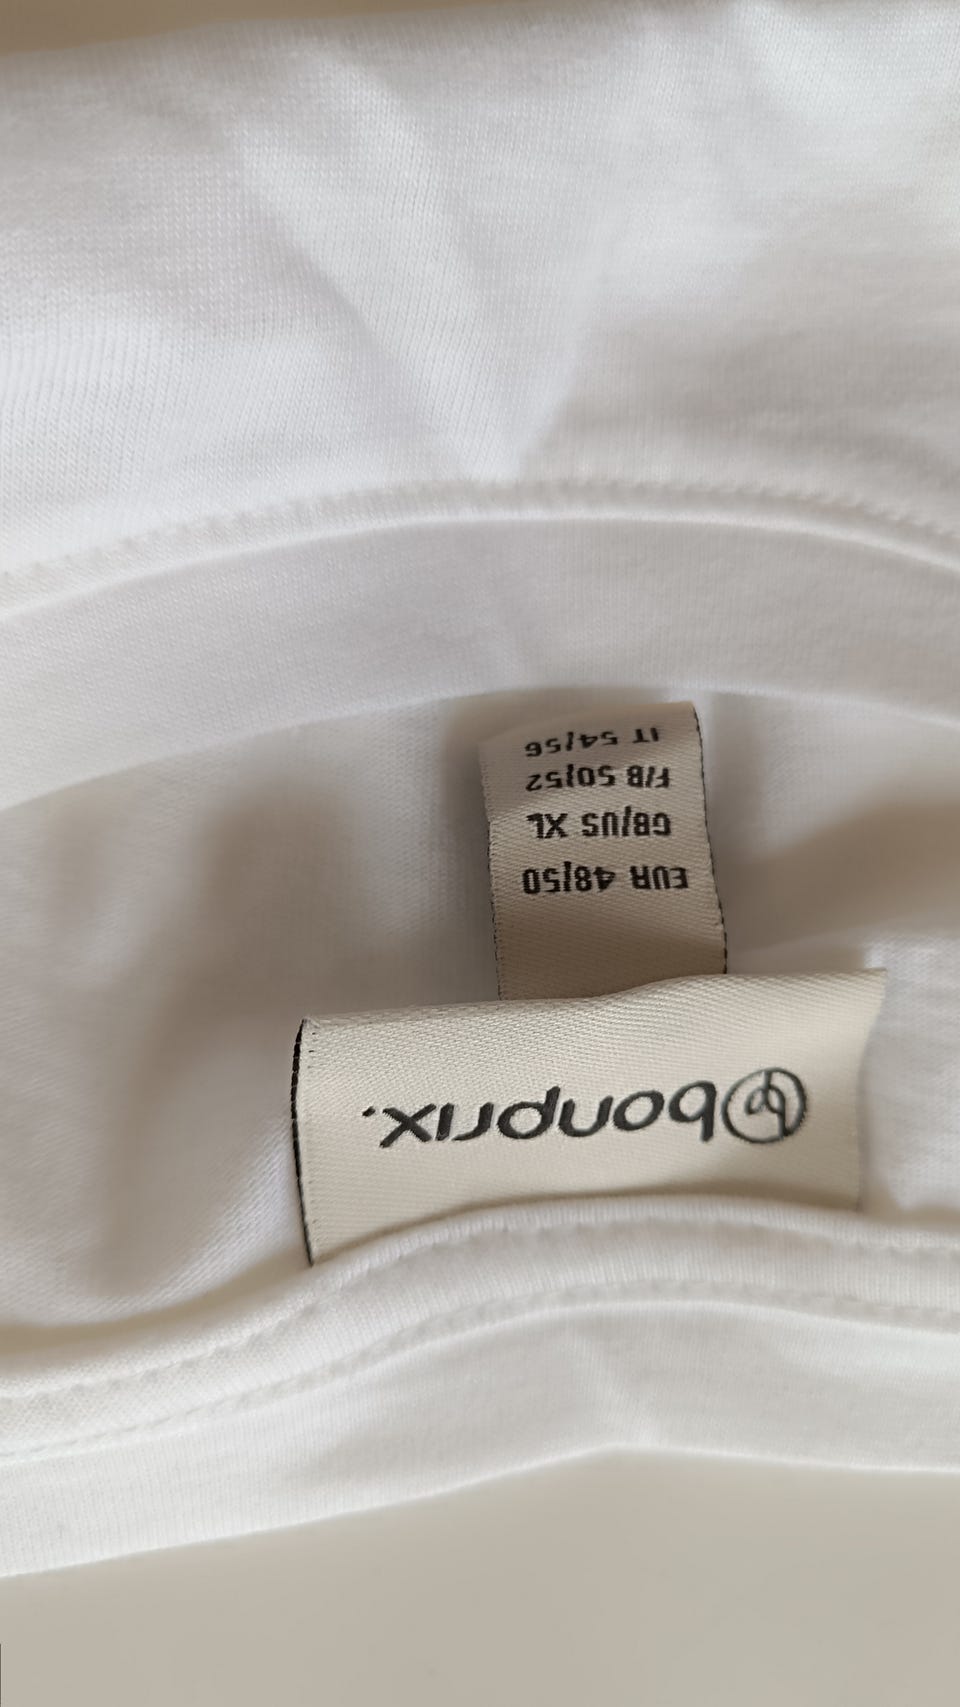 bonprix.
EUR 48/50
GB/US XL
F/B 50/52
IT 54/56